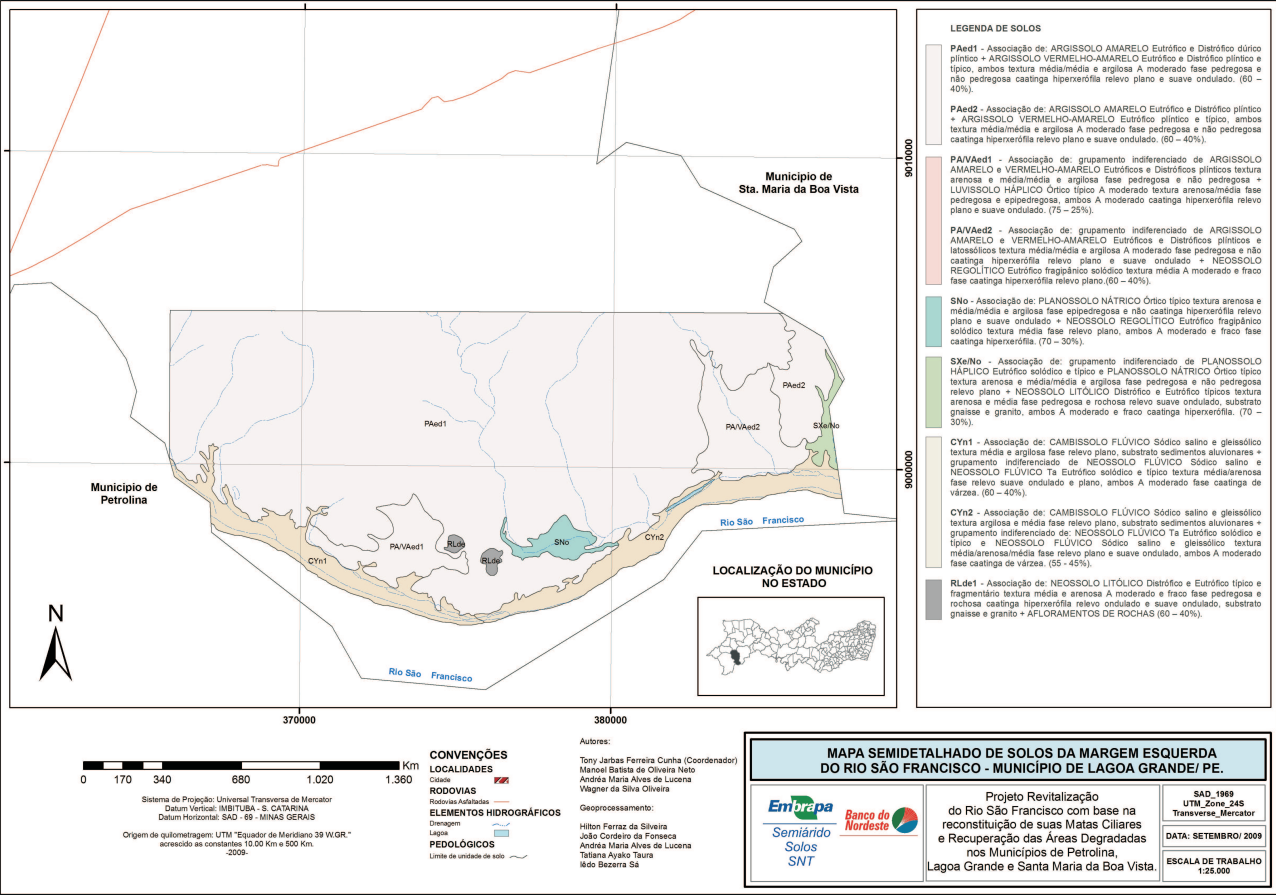 Municipio de
Sta. Maria da Boa Vista
9010000
PAed2
PAed1
PA/VAed2
SXe/No
9000000
Município de
Petrolina
Rio São Francisco
SNo
CYn2
RLde
PA/VAed1
RLde
CYn1
LOCALIZAÇÃO DO MUNICÍPIO
NO ESTADO
N
Rio São Francisco
370000
380000
LEGENDA DE SOLOS
PAed1 - Associação de: ARGISSOLO AMARELO Eutrófico e Distrófico dúrico
plíntico + ARGISSOLO VERMELHO-AMARELO Eutrófico e Distrófico plíntico e
típico, ambos textura média/média e argilosa A moderado fase pedregosa e
não pedregosa caatinga hiperxerófila relevo plano e suave ondulado. (60 –
40%).
PAed2 - Associação de: ARGISSOLO AMARELO Eutrófico e Distrófico plíntico
+ ARGISSOLO VERMELHO-AMARELO Eutrófico plíntico e típico, ambos
textura média/média e argilosa A moderado fase pedregosa e não pedregosa
caatinga hiperxerófila relevo plano e suave ondulado. (60 – 40%).
PA/VAed1 - Associação de: grupamento indiferenciado de ARGISSOLO
AMARELO e VERMELHO-AMARELO Eutróficos e Distróficos plínticos textura
arenosa e média/média e argilosa fase pedregosa e não pedregosa +
LUVISSOLO HÁPLICO Órtico típico A moderado textura arenosa/média fase
pedregosa e epipedregosa, ambos A moderado caatinga hiperxerófila relevo
plano e suave ondulado. (75 – 25%).
PA/VAed2 - Associação de: grupamento indiferenciado de ARGISSOLO
AMARELO e VERMELHO-AMARELO Eutróficos e Distróficos plínticos e
latossólicos textura média/média e argilosa A moderado fase pedregosa e não
caatinga hiperxerófila relevo plano e suave ondulado + NEOSSOLO
REGOLÍTICO Eutrófico fragipânico solódico textura média A moderado e fraco
fase caatinga hiperxerófila relevo plano.(60 – 40%).
SNo - Associação de: PLANOSSOLO NÁTRICO Órtico típico textura arenosa e
média/média e argilosa fase epipedregosa e não caatinga hiperxerófila relevo
plano e suave ondulado + NEOSSOLO REGOLÍTICO Eutrófico fragipânico
solódico textura média fase relevo plano, ambos A moderado e fraco fase
caatinga hiperxerófila. (70 – 30%).
SXe/No - Associação de: grupamento indiferenciado de PLANOSSOLO
HÁPLICO Eutrófico solódico e típico e PLANOSSOLO NÁTRICO Órtico típico
textura arenosa e média/média e argilosa fase pedregosa e não pedregosa
relevo plano + NEOSSOLO LITÓLICO Distrófico e Eutrófico típicos textura
arenosa e média fase pedregosa e rochosa relevo suave ondulado, substrato
gnaisse e granito, ambos A moderado e fraco caatinga hiperxerófila. (70 –
30%).
CYn1 - Associação de: CAMBISSOLO FLÚVICO Sódico salino e gleissólico
textura média e argilosa fase relevo plano, substrato sedimentos aluvionares +
grupamento indiferenciado de NEOSSOLO FLÚVICO Sódico salino e
NEOSSOLO FLÚVICO Ta Eutrófico solódico e típico textura média/arenosa
fase relevo suave ondulado e plano, ambos A moderado fase caatinga de
várzea. (60 – 40%).
CYn2 - Associação de: CAMBISSOLO FLÚVICO Sódico salino e gleissólico
textura argilosa e média fase relevo plano, substrato sedimentos aluvionares +
grupamento indiferenciado de: NEOSSOLO FLÚVICO Ta Eutrófico solódico e
típico e NEOSSOLO FLÚVICO Sódico salino e gleissólico textura
média/arenosa/média fase relevo plano e suave ondulado, ambos A moderado
fase caatinga de várzea. (55 - 45%).
RLde1 - Associação de: NEOSSOLO LITÓLICO Distrófico e Eutrófico típico e
fragmentário textura média e arenosa A moderado e fraco fase pedregosa e
rochosa caatinga hiperxerófila relevo ondulado e suave ondulado, substrato
gnaisse e granito + AFLORAMENTOS DE ROCHAS (60 – 40%).
Km
0 170 340 680 1.020 1.360
Sistema de Projeção: Universal Transversa de Mercator
Datum Vertical: IMBITUBA - S. CATARINA
Datum Horizontal: SAD - 69 - MINAS GERAIS
Origem de quilometragem: UTM "Equador de Meridiano 39 W.GR."
acrescido as constantes 10.00 Km e 500 Km.
-2009-
CONVENÇÕES
LOCALIDADES
Cidade
RODOVIAS
Rodovias Asfaltadas
ELEMENTOS HIDROGRÁFICOS
Drenagem
Lagoa
PEDOLÓGICOS
Limite de unidade de solo
Autores:
Tony Jarbas Ferreira Cunha (Coordenador)
Manoel Batista de Oliveira Neto
Andréa Maria Alves de Lucena
Wagner da Silva Oliveira
Geoprocessamento:
Hilton Ferraz da Silveira
João Cordeiro da Fonseca
Andréa Maria Alves de Lucena
Tatiana Ayako Taura
Iêdo Bezerra Sá
MAPA SEMIDETALHADO DE SOLOS DA MARGEM ESQUERDA
DO RIO SÃO FRANCISCO - MUNICÍPIO DE LAGOA GRANDE/ PE.
Embrapa
Semiárido
Solos
SNT
Banco do
Nordeste
Projeto Revitalização
do Rio São Francisco com base na
reconstituição de suas Matas Ciliares
e Recuperação das Áreas Degradadas
nos Municípios de Petrolina,
Lagoa Grande e Santa Maria da Boa Vista.
SAD_1969
UTM_Zone_24S
Transverse_Mercator
DATA: SETEMBRO/ 2009
ESCALA DE TRABALHO
1:25.000